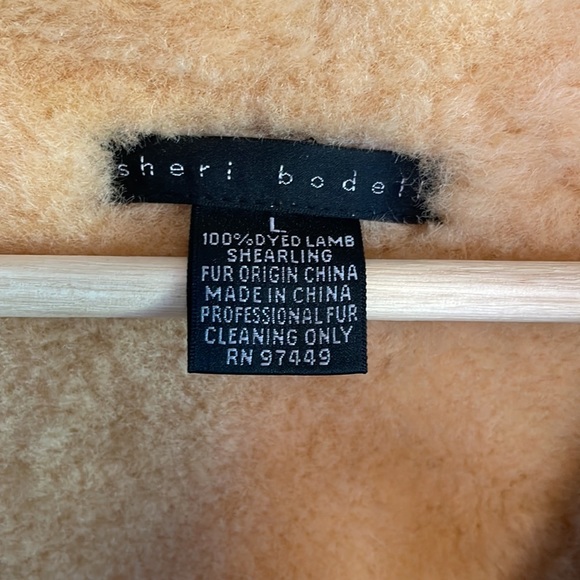 sheri bodell
L
100%DYED LAMB
SHEARLING
FUR ORIGIN CHINA
MADE IN CHINA
PROFESSIONAL FUR
CLEANING ONLY
RN 97449